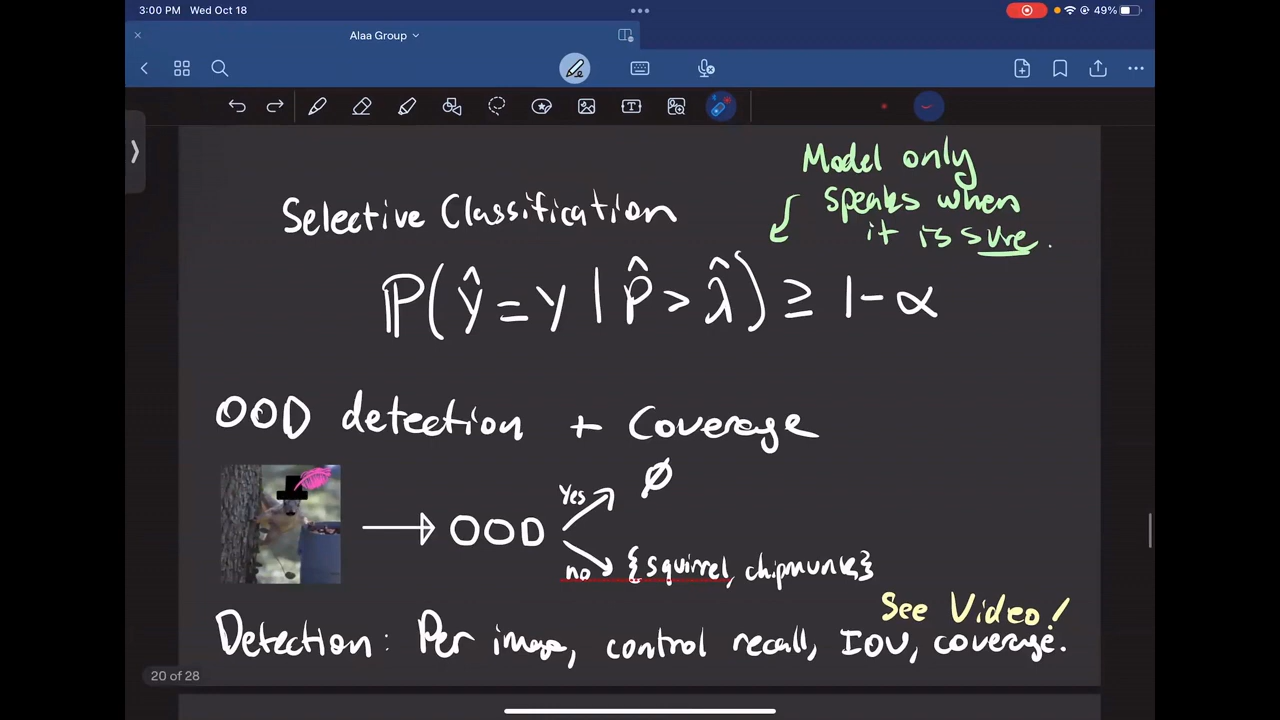 3:00 PM Wed Oct 18
49%
Alaa Group
Model only
speaks when
it is sure.
Selective Classification
ℙ(Ŷ = Y | P̂ > λ̂) ≥ 1 - α
OOD detection + Coverage
Yes
∅
OOD
no
{squirrel, chipmunk}
See Video!
Detection: Per image, control recall, IOU, coverage.
20 of 28